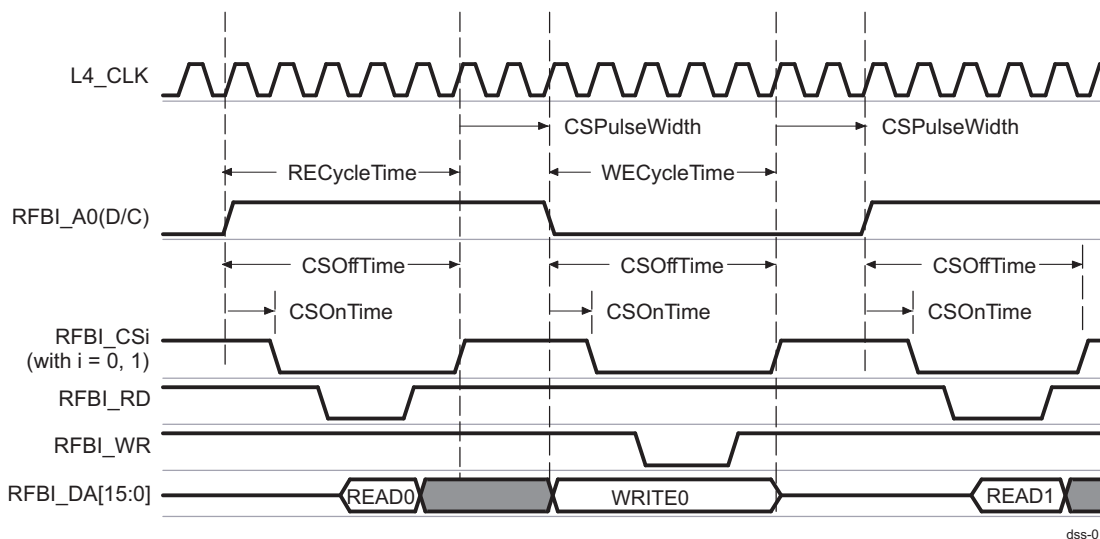 L4_CLK
CSPulseWidth CSPulseWidth
RECycleTime WECycleTime
RFBI_A0(D/C)
CSOffTime CSOffTime CSOffTime
CSOnTime CSOnTime CSOnTime
RFBI_CSi
(with i = 0, 1)
RFBI_RD
RFBI_WR
RFBI_DA[15:0] READ0 WRITE0 READ1
dss-0